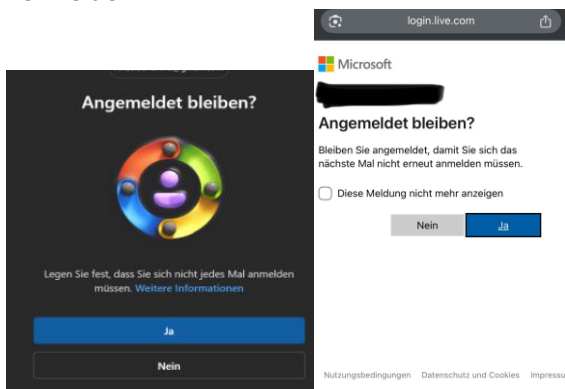 Angemeldet bleiben?
Legen Sie fest, dass Sie sich nicht jedes Mal anmelden
müssen. Weitere Informationen
Ja
Nein
login.live.com
Microsoft
Angemeldet bleiben?
Bleiben Sie angemeldet, damit Sie sich das
nächste Mal nicht erneut anmelden müssen.
Diese Meldung nicht mehr anzeigen
Nein Ja
Nutzungsbedingungen Datenschutz und Cookies Impressu